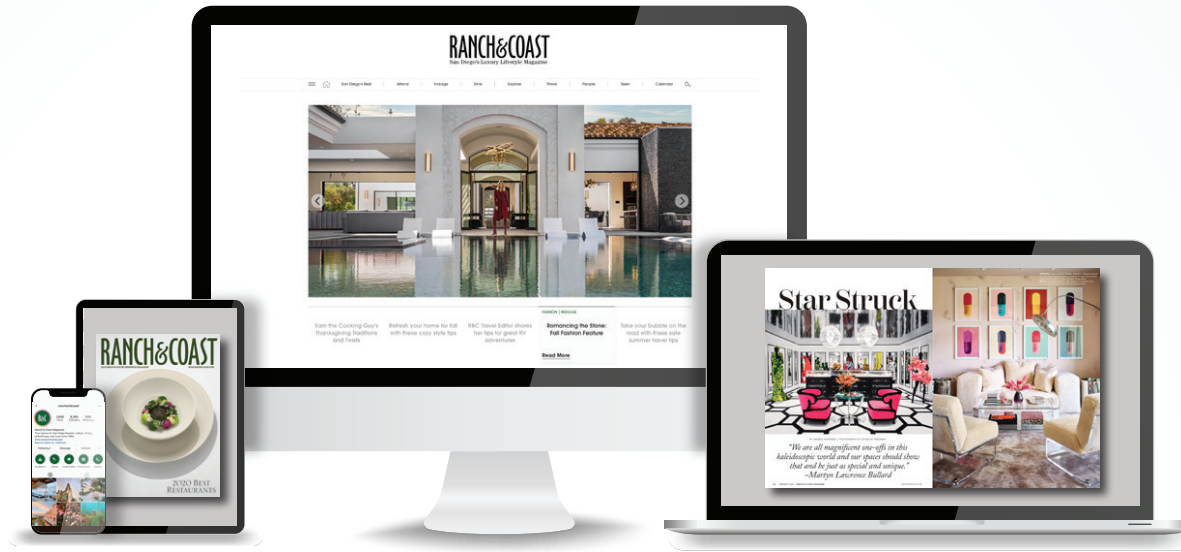 RANCH&COAST
San Diego's Luxury Lifestyle Magazine
San Diego's Best Attend Indulge Dine Explore Thrive People Seen Calendar
FASHION | INDULGE
Sam the Cooking Guy's
Thanksgiving Traditions
and Twists
Refresh your home for fall
with these cozy style tips
R&C Travel Editor shares
her tips for great RV
adventures
Romancing the Stone:
Fall Fashion Feature
Read More
Take your bubble on the
road with these safe
summer travel tips
RANCH&COAST
2020 BEST
RESTAURANTS
Star Struck
"We are all magnificent one-offs in this
kaleidoscopic world and our spaces should show
that and be just as special and unique."
–Martyn Lawrence Bullard